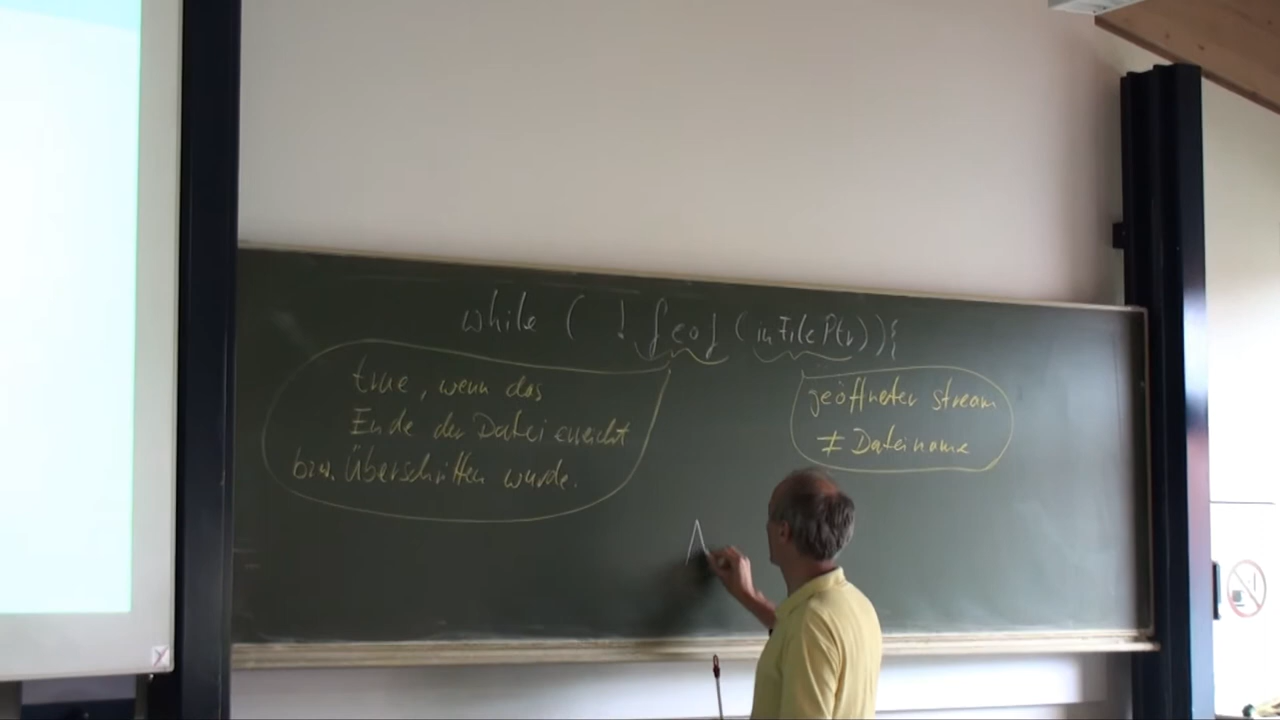 while ( ! feof (inFilePtr)){
true, wenn das
Ende der Datei erreicht
bzw. Überschritten wurde.
geöffneter stream
≠ Dateiname
A